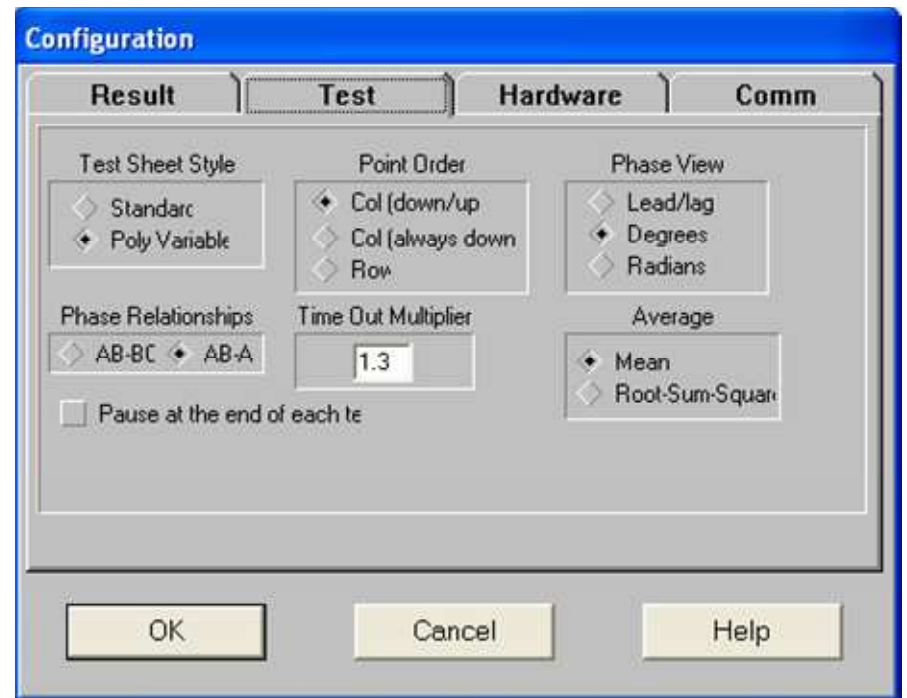 Configuration
Result Test Hardware Comm
Test Sheet Style
Standarc
Poly Variable
Point Order
Col (down/up
Col (always down
Row
Phase View
Lead/lag
Degrees
Radians
Phase Relationships
AB-BC AB-A
Time Out Multiplier
1.3
Average
Mean
Root-Sum-Squar
Pause at the end of each te
OK Cancel Help